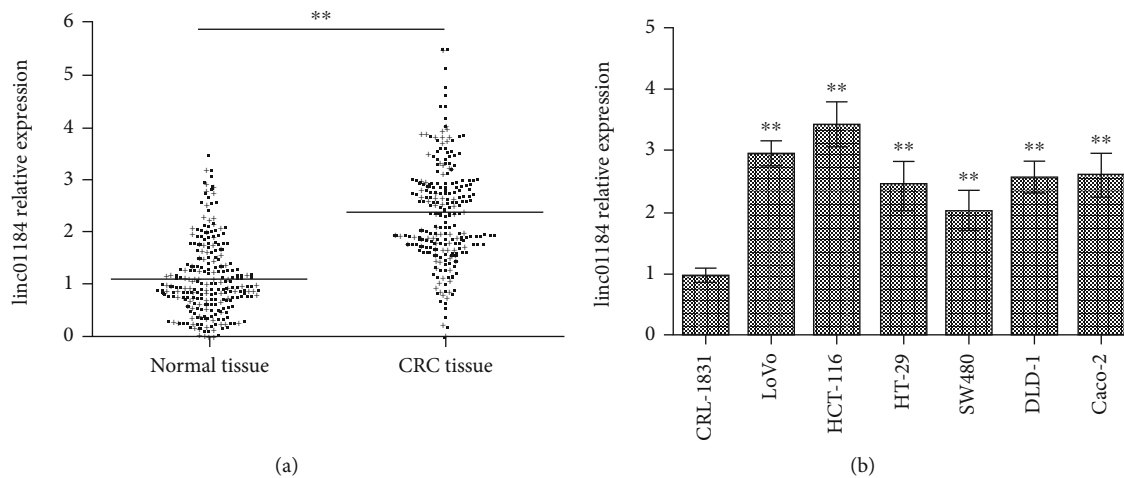 linc01184 relative expression
6
5
4
3
2
1
0
**
Normal tissue
CRC tissue
(a)
linc01184 relative expression
5
4
3
2
1
0
**
**
**
**
**
**
CRL-1831
LoVo
HCT-116
HT-29
SW480
DLD-1
Caco-2
(b)